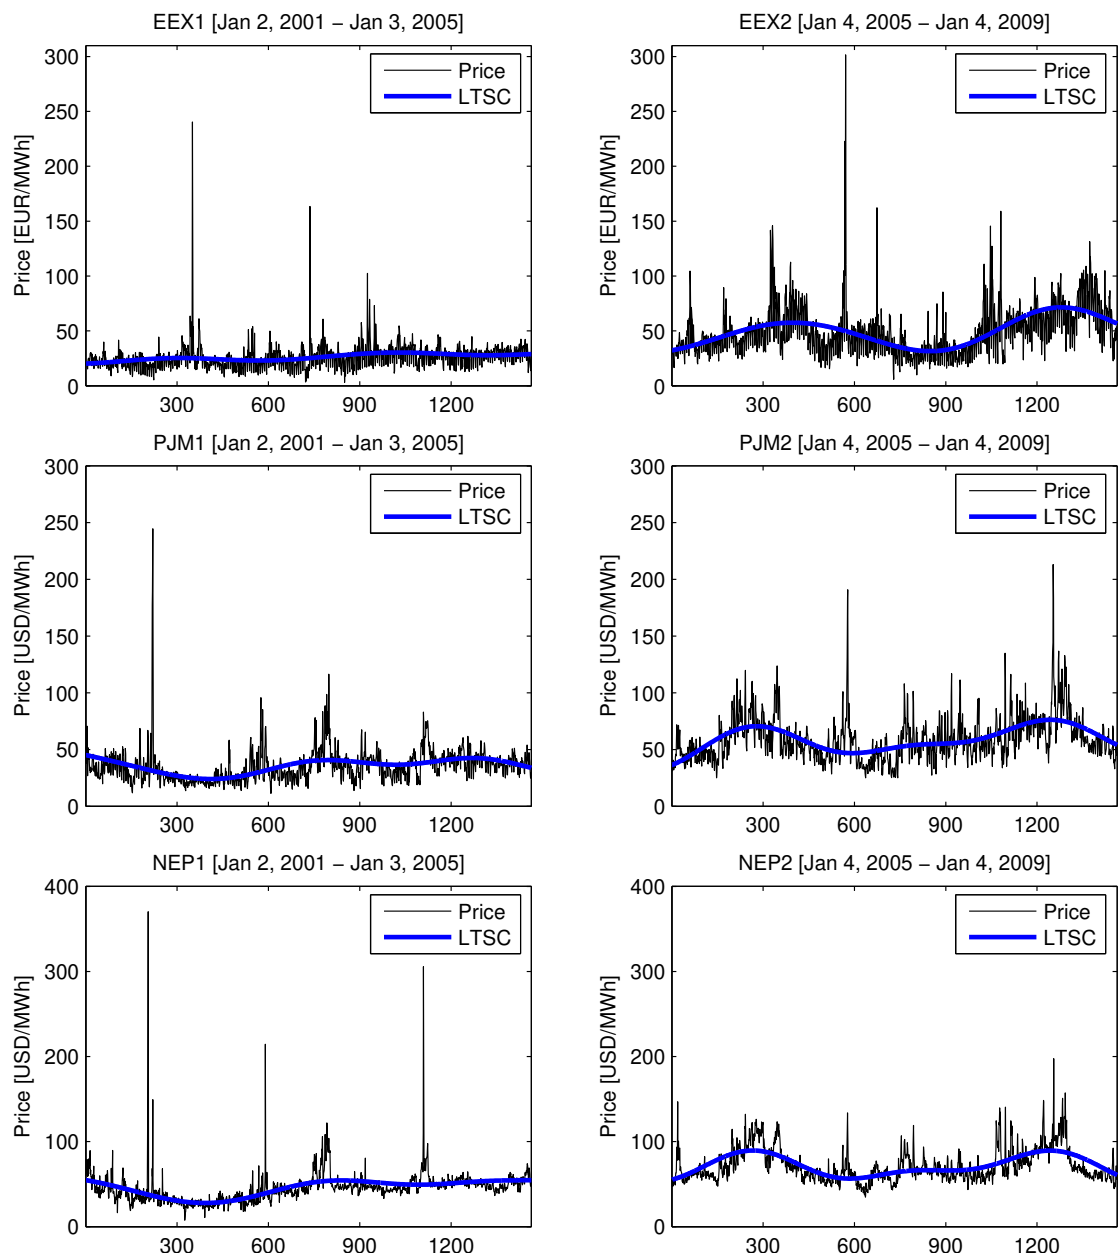 EEX1 [Jan 2, 2001 − Jan 3, 2005]
Price [EUR/MWh]
300
250
200
150
100
50
0
300
600
900
1200
Price
LTSC
EEX2 [Jan 4, 2005 − Jan 4, 2009]
Price [EUR/MWh]
300
250
200
150
100
50
0
300
600
900
1200
Price
LTSC
PJM1 [Jan 2, 2001 − Jan 3, 2005]
Price [USD/MWh]
300
250
200
150
100
50
0
300
600
900
1200
Price
LTSC
PJM2 [Jan 4, 2005 − Jan 4, 2009]
Price [USD/MWh]
300
250
200
150
100
50
0
300
600
900
1200
Price
LTSC
NEP1 [Jan 2, 2001 − Jan 3, 2005]
Price [USD/MWh]
400
300
200
100
0
300
600
900
1200
Price
LTSC
NEP2 [Jan 4, 2005 − Jan 4, 2009]
Price [USD/MWh]
400
300
200
100
0
300
600
900
1200
Price
LTSC